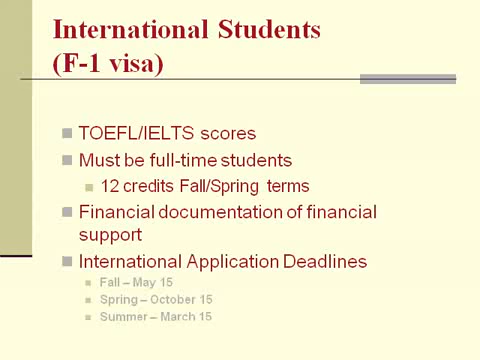 International Students
(F-1 visa)
TOEFL/IELTS scores
Must be full-time students
12 credits Fall/Spring terms
Financial documentation of financial
support
International Application Deadlines
Fall – May 15
Spring – October 15
Summer – March 15